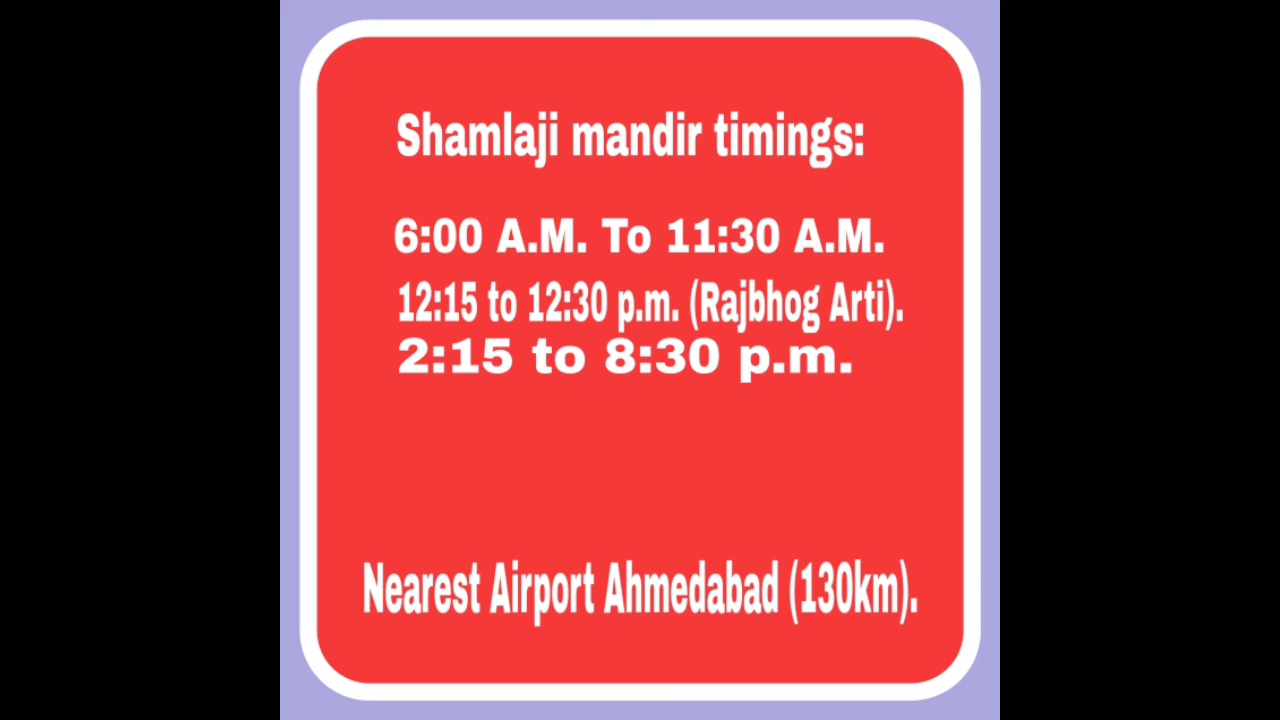 Shamlaji mandir timings:
6:00 A.M. To 11:30 A.M.
12:15 to 12:30 p.m. (Rajbhog Arti).
2:15 to 8:30 p.m.
Nearest Airport Ahmedabad (130km).